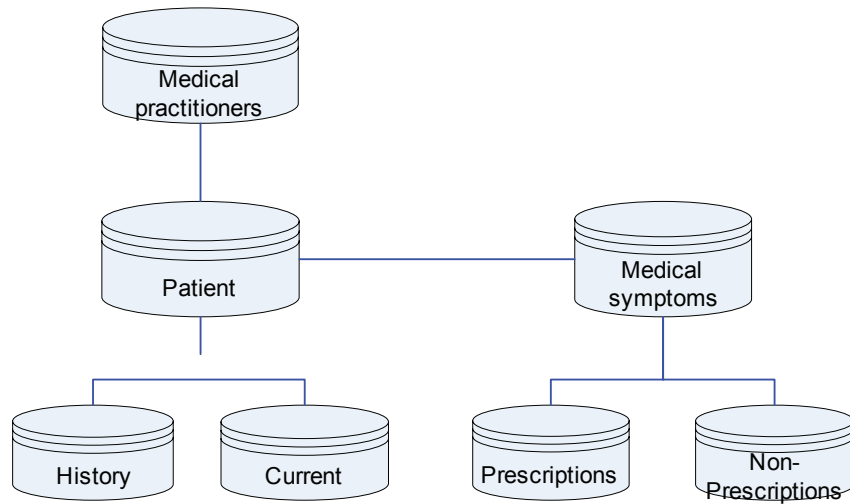 Medical
practitioners
Patient
Medical
symptoms
History
Current
Prescriptions
Non-
Prescriptions